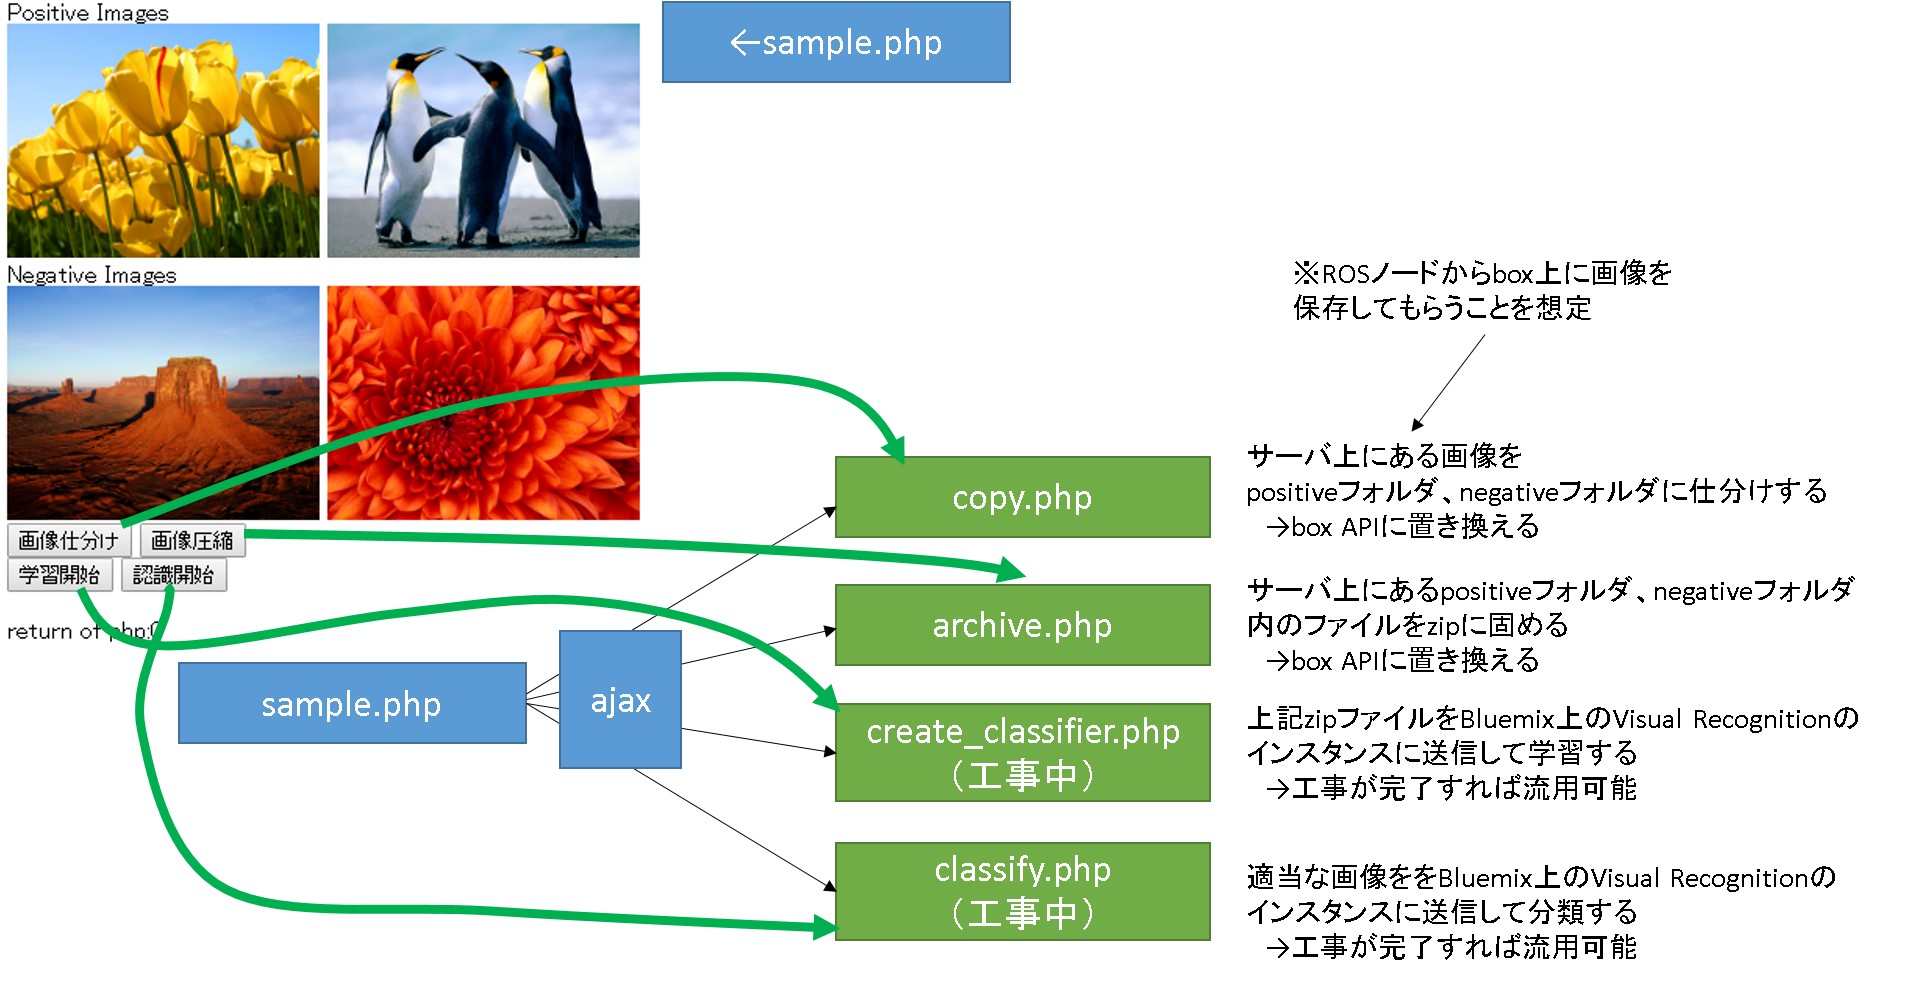 Positive Images
←sample.php
Negative Images
※ROSノードからbox上に画像を
保存してもらうことを想定
画像仕分け 画像圧縮
学習開始 認識開始
return of php:0
sample.php
ajax
copy.php
サーバ上にある画像を
positiveフォルダ、negativeフォルダに仕分けする
→box APIに置き換える
archive.php
サーバ上にあるpositiveフォルダ、negativeフォルダ
内のファイルをzipに固める
→box APIに置き換える
create_classifier.php
（工事中）
上記zipファイルをBluemix上のVisual Recognitionの
インスタンスに送信して学習する
→工事が完了すれば流用可能
classify.php
（工事中）
適当な画像ををBluemix上のVisual Recognitionの
インスタンスに送信して分類する
→工事が完了すれば流用可能